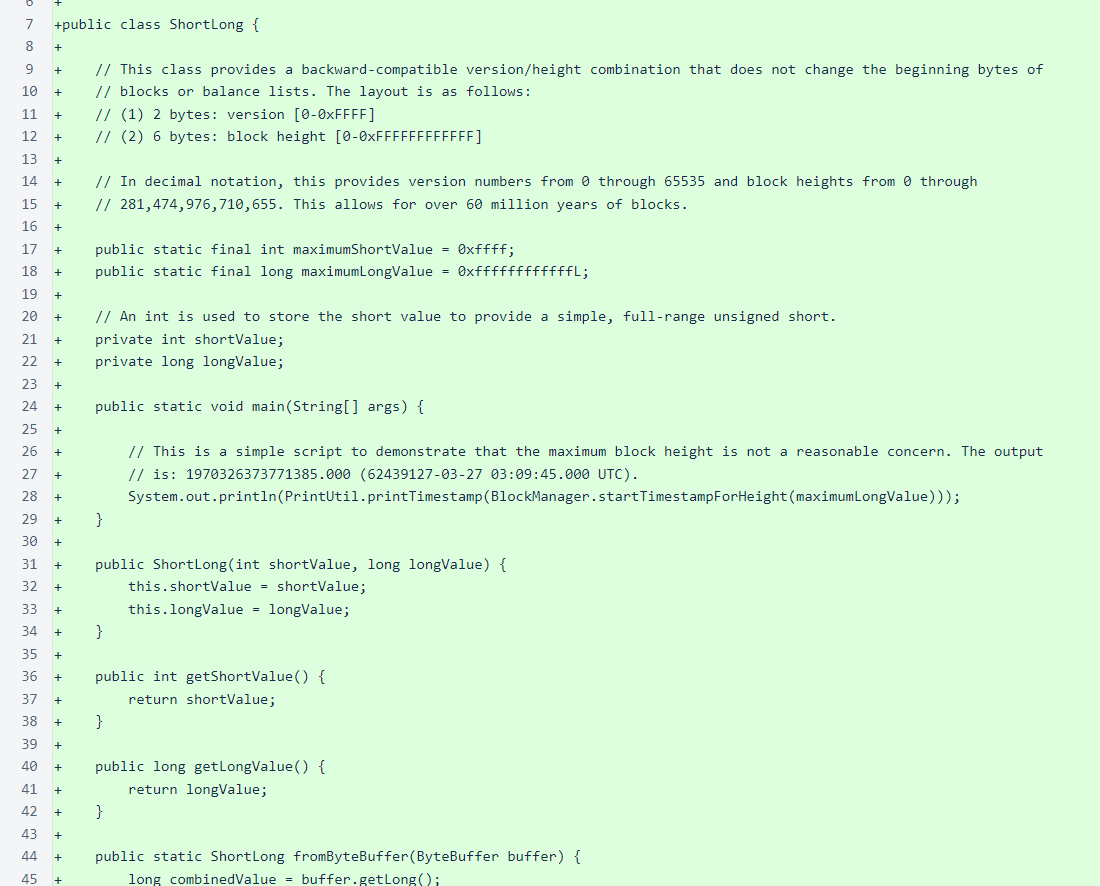 6 +
7 +public class ShortLong {
8 +
9 + // This class provides a backward-compatible version/height combination that does not change the beginning bytes of
10 + // blocks or balance lists. The layout is as follows:
11 + // (1) 2 bytes: version [0-0xFFFF]
12 + // (2) 6 bytes: block height [0-0xFFFFFFFFFFFF]
13 +
14 + // In decimal notation, this provides version numbers from 0 through 65535 and block heights from 0 through
15 + // 281,474,976,710,655. This allows for over 60 million years of blocks.
16 +
17 + public static final int maximumShortValue = 0xffff;
18 + public static final long maximumLongValue = 0xffffffffffffL;
19 +
20 + // An int is used to store the short value to provide a simple, full-range unsigned short.
21 + private int shortValue;
22 + private long longValue;
23 +
24 + public static void main(String[] args) {
25 +
26 + // This is a simple script to demonstrate that the maximum block height is not a reasonable concern. The output
27 + // is: 1970326373771385.000 (62439127-03-27 03:09:45.000 UTC).
28 + System.out.println(PrintUtil.printTimestamp(BlockManager.startTimestampForHeight(maximumLongValue)));
29 + }
30 +
31 + public ShortLong(int shortValue, long longValue) {
32 + this.shortValue = shortValue;
33 + this.longValue = longValue;
34 + }
35 +
36 + public int getShortValue() {
37 + return shortValue;
38 + }
39 +
40 + public long getLongValue() {
41 + return longValue;
42 + }
43 +
44 + public static ShortLong fromByteBuffer(ByteBuffer buffer) {
45 + long combinedValue = buffer.getLong();